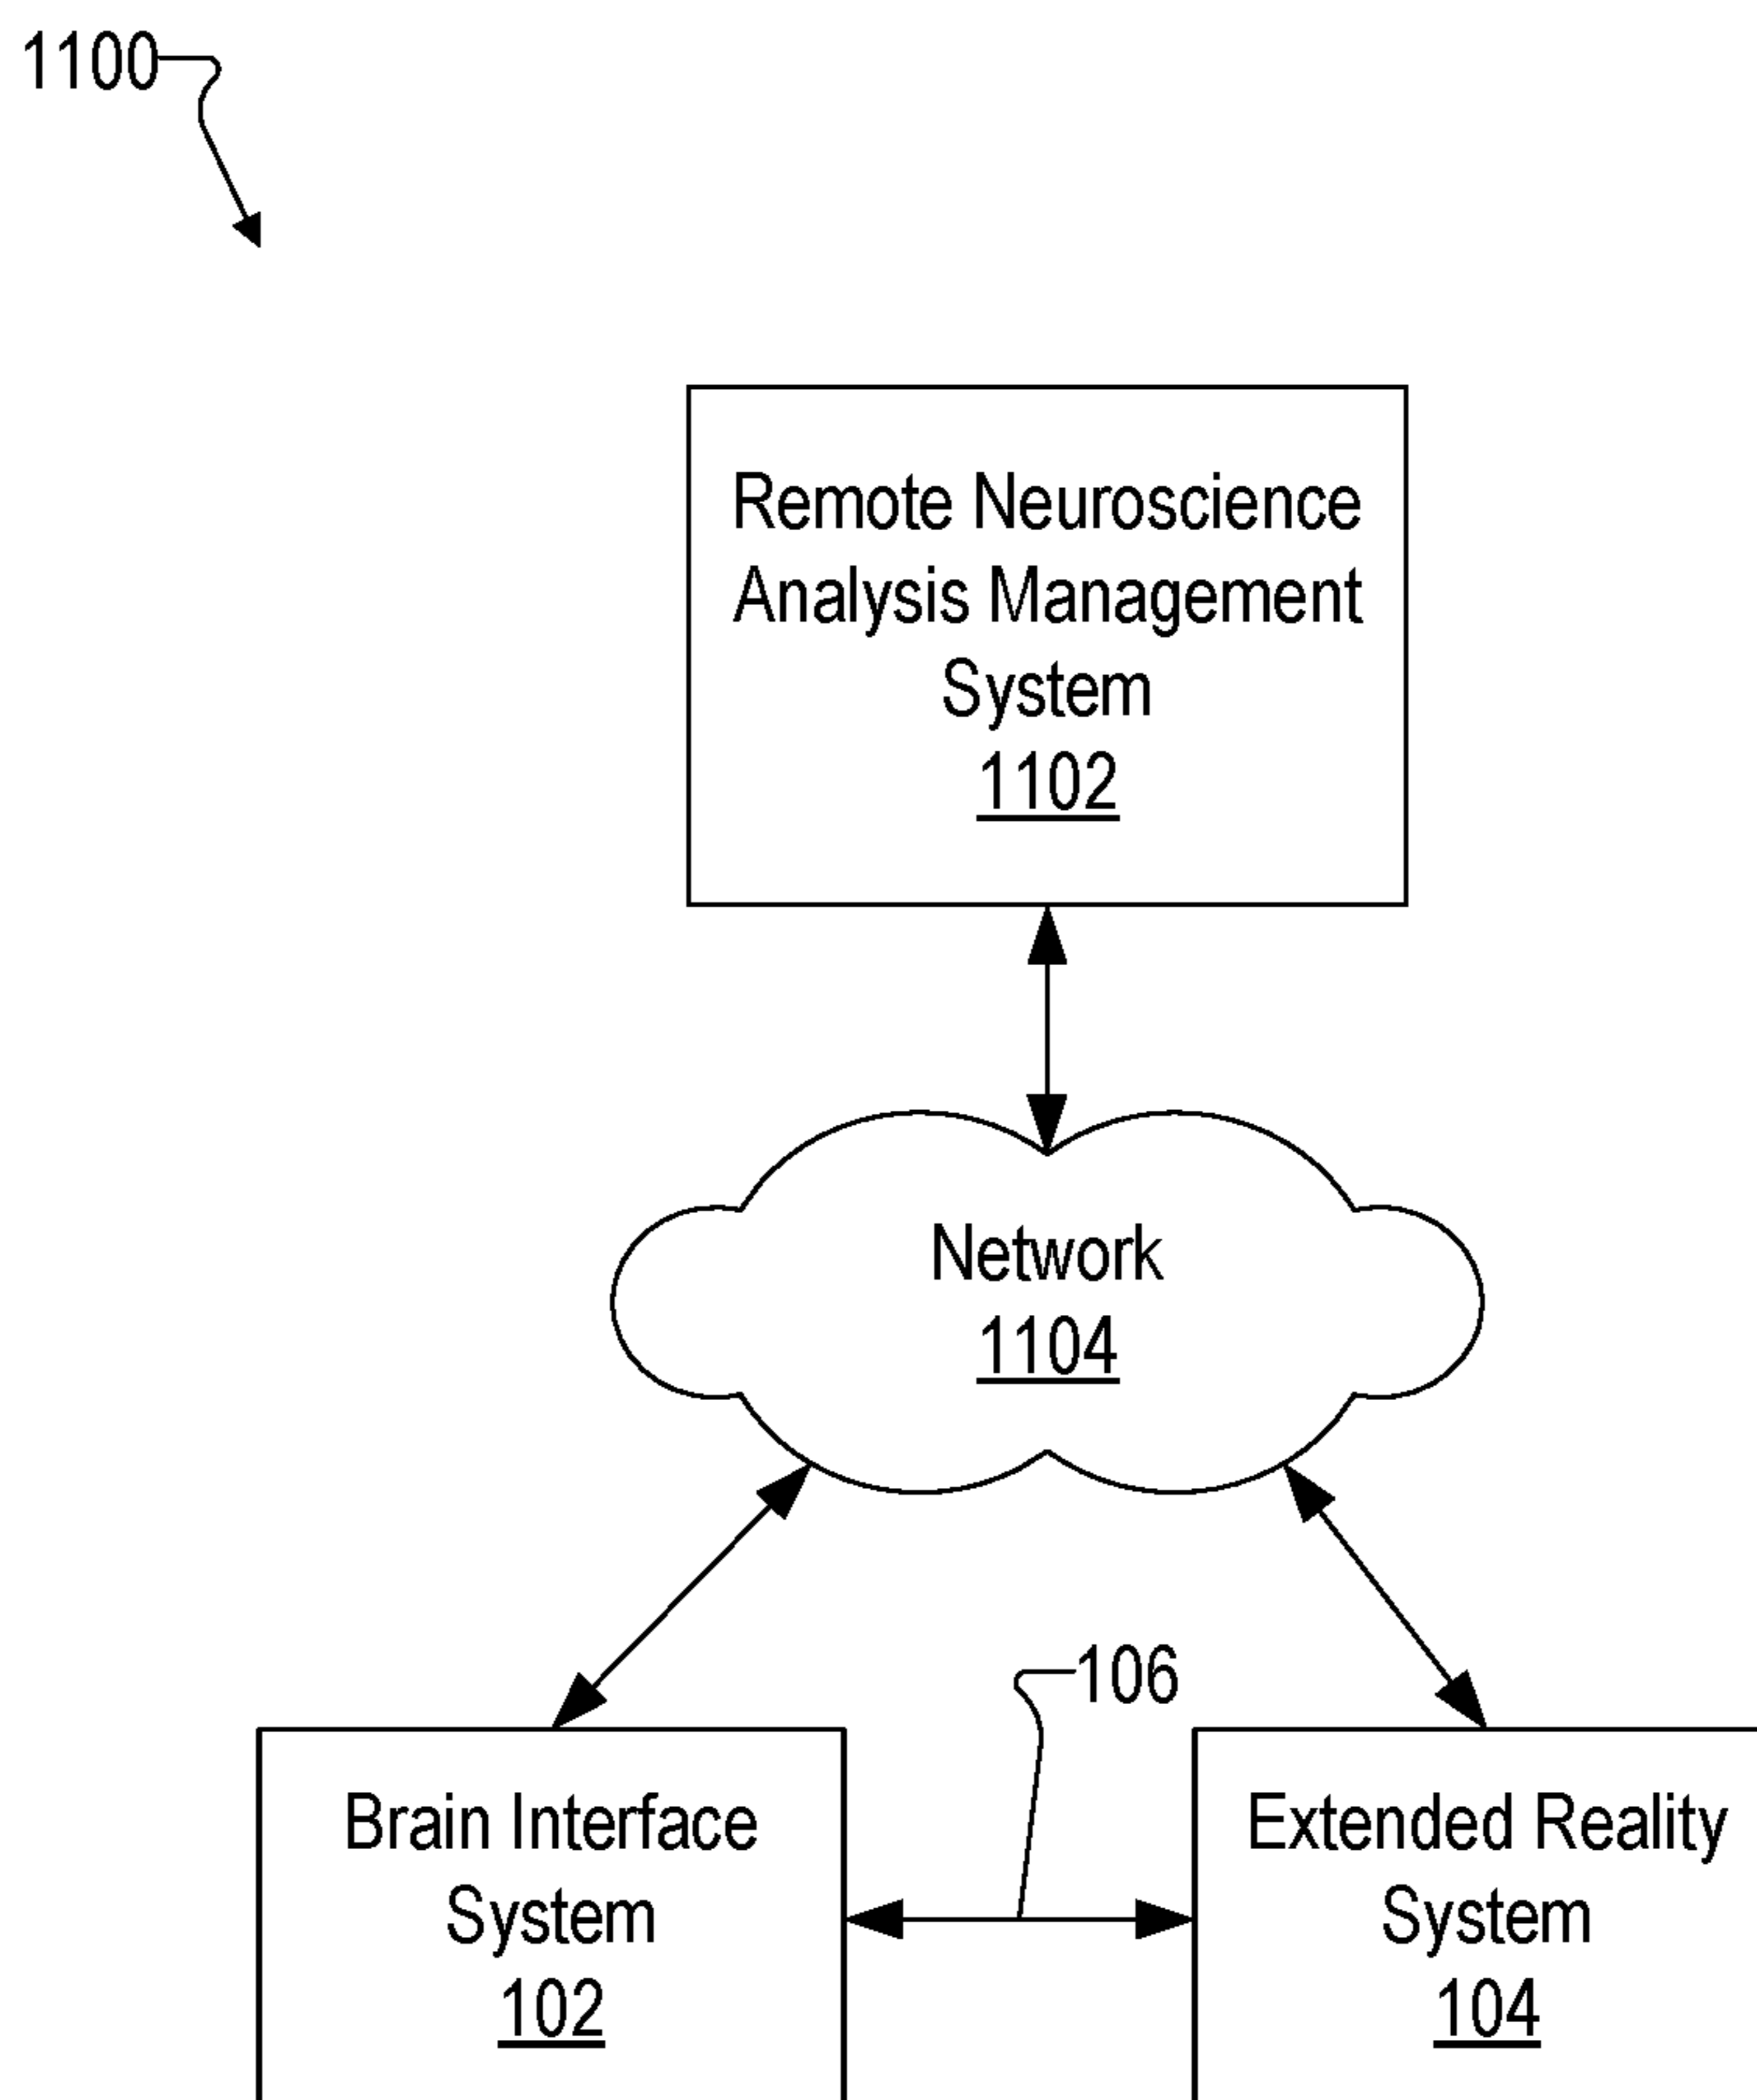 1100
Remote Neuroscience
Analysis Management
System
1102
Network
1104
106
Brain Interface
System
102
Extended Reality
System
104